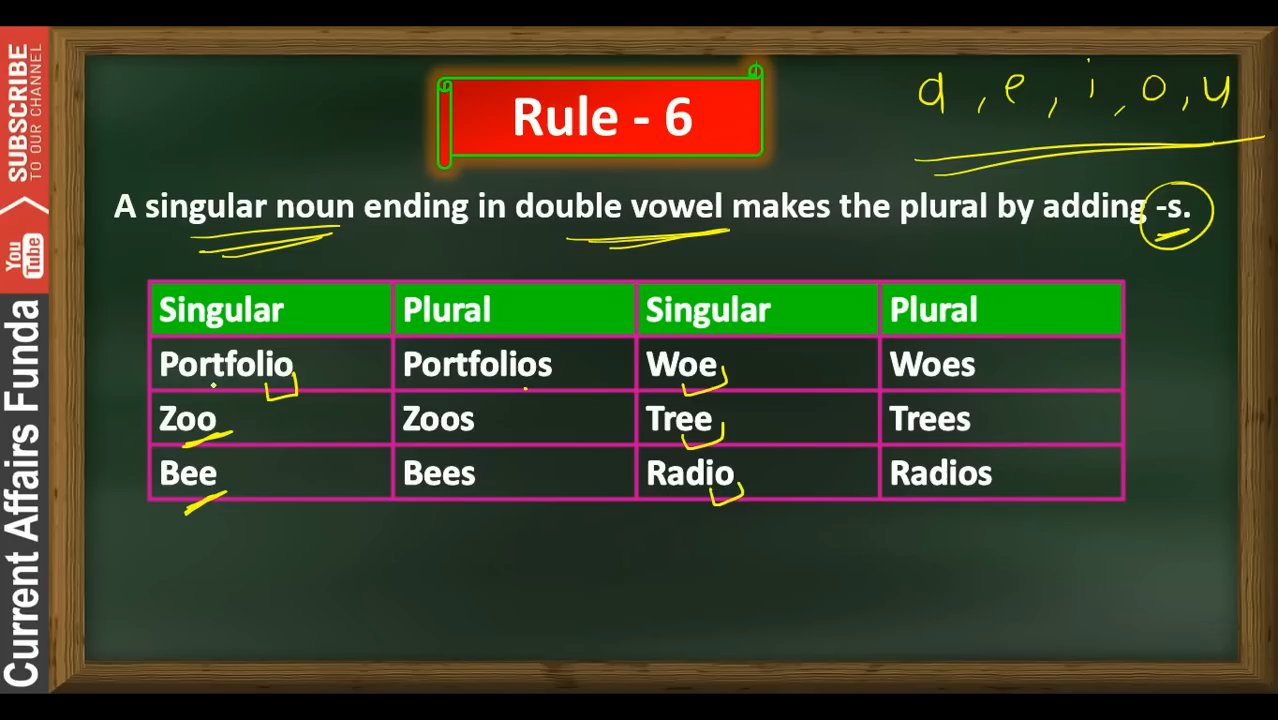 SUBSCRIBE
TO OUR CHANNEL
You
Tube
Current Affairs Funda
a, e, i, o, u
Rule - 6
A singular noun ending in double vowel makes the plural by adding -s.
Singular Plural Singular Plural
Portfolio Portfolios Woe Woes
Zoo Zoos Tree Trees
Bee Bees Radio Radios